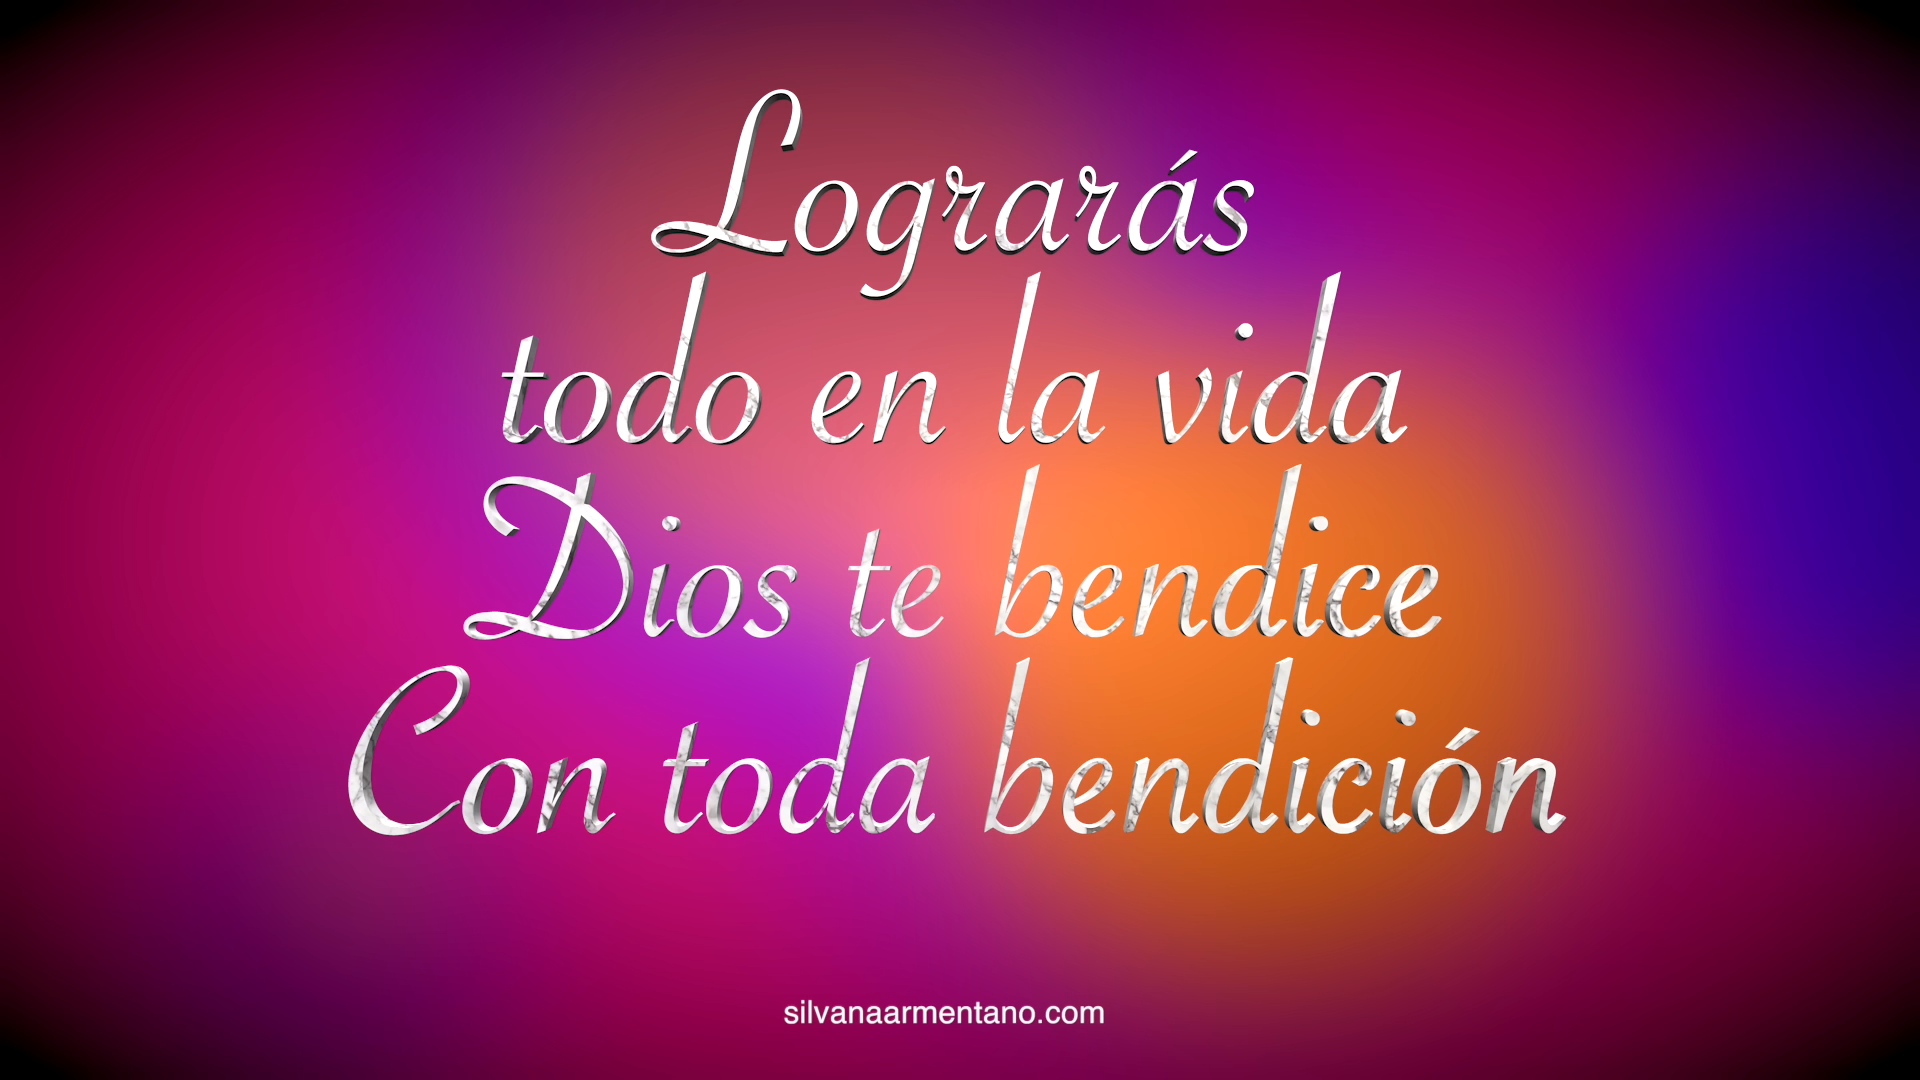 Lograrás
todo en la vida
Dios te bendice
Con toda bendición
silvanaarmentano.com